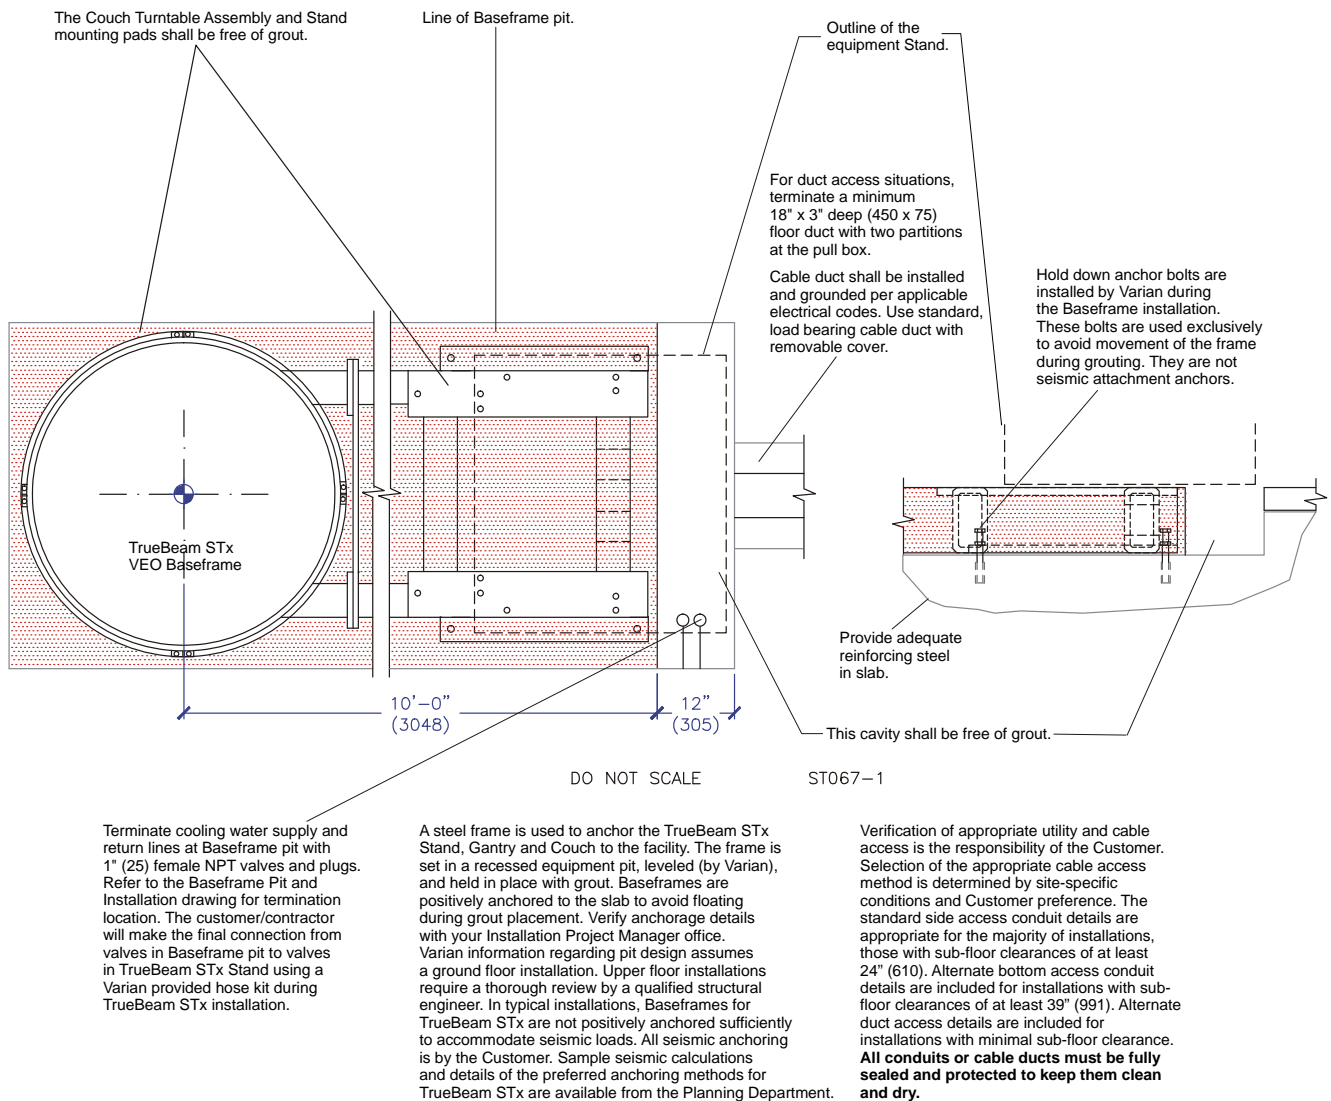 The Couch Turntable Assembly and Stand
mounting pads shall be free of grout.
Line of Baseframe pit.
Outline of the
equipment Stand.
For duct access situations,
terminate a minimum
18" x 3" deep (450 x 75)
floor duct with two partitions
at the pull box.
Cable duct shall be installed
and grounded per applicable
electrical codes. Use standard,
load bearing cable duct with
removable cover.
Hold down anchor bolts are
installed by Varian during
the Baseframe installation.
These bolts are used exclusively
to avoid movement of the frame
during grouting. They are not
seismic attachment anchors.
TrueBeam STx
VEO Baseframe
Provide adequate
reinforcing steel
in slab.
10'-0"
(3048)
12"
(305)
This cavity shall be free of grout.
DO NOT SCALE
ST067-1
Terminate cooling water supply and
return lines at Baseframe pit with
1" (25) female NPT valves and plugs.
Refer to the Baseframe Pit and
Installation drawing for termination
location. The customer/contractor
will make the final connection from
valves in Baseframe pit to valves
in TrueBeam STx Stand using a
Varian provided hose kit during
TrueBeam STx installation.
A steel frame is used to anchor the TrueBeam STx
Stand, Gantry and Couch to the facility. The frame is
set in a recessed equipment pit, leveled (by Varian),
and held in place with grout. Baseframes are
positively anchored to the slab to avoid floating
during grout placement. Verify anchorage details
with your Installation Project Manager office.
Varian information regarding pit design assumes
a ground floor installation. Upper floor installations
require a thorough review by a qualified structural
engineer. In typical installations, Baseframes for
TrueBeam STx are not positively anchored sufficiently
to accommodate seismic loads. All seismic anchoring
is by the Customer. Sample seismic calculations
and details of the preferred anchoring methods for
TrueBeam STx are available from the Planning Department.
Verification of appropriate utility and cable
access is the responsibility of the Customer.
Selection of the appropriate cable access
method is determined by site-specific
conditions and Customer preference. The
standard side access conduit details are
appropriate for the majority of installations,
those with sub-floor clearances of at least
24” (610). Alternate bottom access conduit
details are included for installations with sub-
floor clearances of at least 39” (991). Alternate
duct access details are included for
installations with minimal sub-floor clearance.
All conduits or cable ducts must be fully
sealed and protected to keep them clean
and dry.